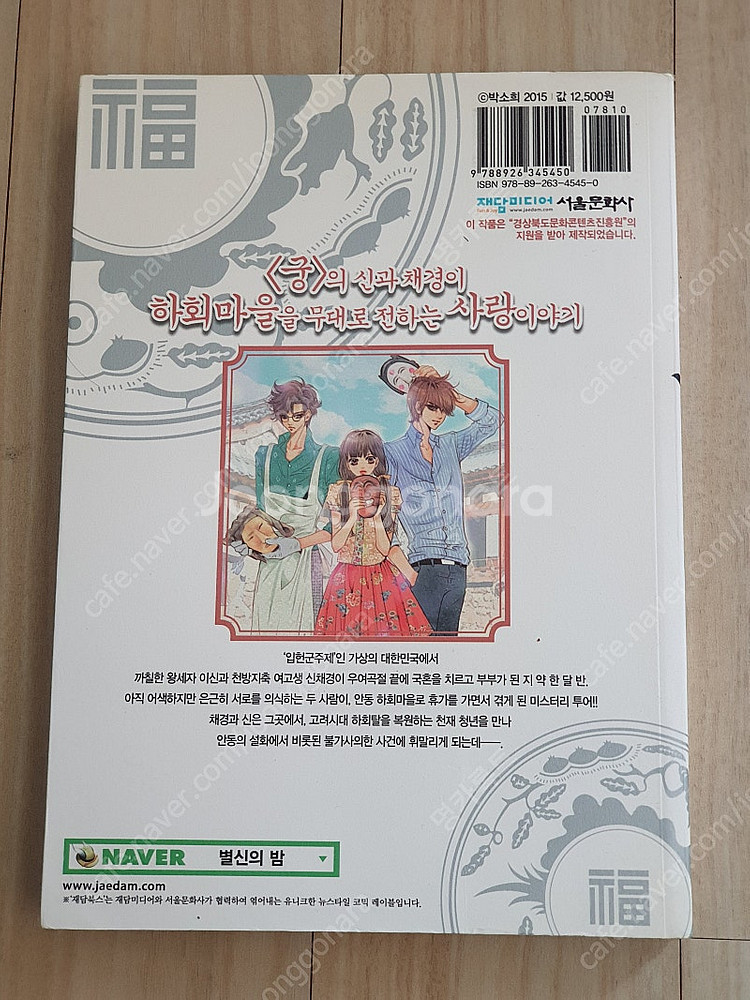 福
©박소희 2015 | 값 12,500원
07810
9 788926 345450
ISBN 978-89-263-4545-0
재담미디어 서울문화사
www.jaedam.com
이 작품은 "경상북도문화콘텐츠진흥원"의
지원을 받아 제작되었습니다.
〈궁〉의 신과 채경이
하회마을을 무대로 전하는 사랑이야기
joonggonara
'입헌군주제'인 가상의 대한민국에서
까칠한 왕세자 이신과 천방지축 여고생 신채경이 우여곡절 끝에 국혼을 치르고 부부가 된 지 약 한 달 반.
아직 어색하지만 은근히 서로를 의식하는 두 사람이, 안동 하회마을로 휴가를 가면서 겪게 된 미스터리 투어!!
채경과 신은 그곳에서, 고려시대 하회탈을 복원하는 천재 청년을 만나
안동의 설화에서 비롯된 불가사의한 사건에 휘말리게 되는데──.
NAVER 별신의 밤
www.jaedam.com
※'재담북스'는 재담미디어와 서울문화사가 협력하여 엮어내는 유니크한 뉴스타일 코믹 레이블입니다.
福
cafe.naver.com/joonggonara